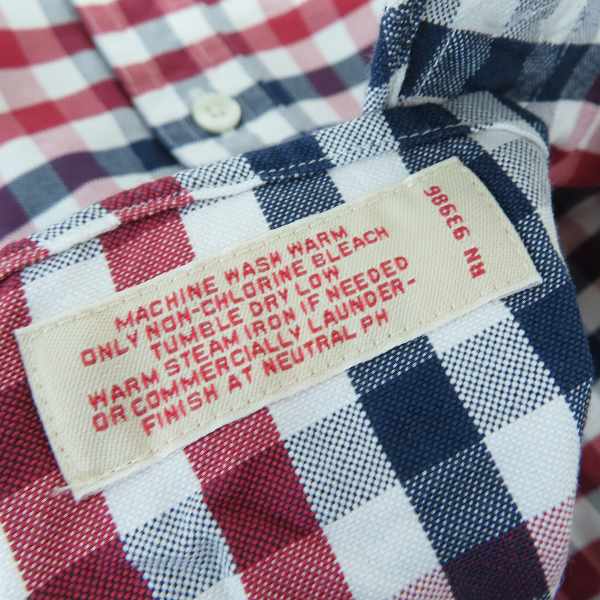 MACHINE WASH WARM
ONLY NON-CHLORINE BLEACH
TUMBLE DRY LOW
WARM STEAM IRON IF NEEDED
OR COMMERCIALLY LAUNDER-
FINISH AT NEUTRAL PH
RN 93986